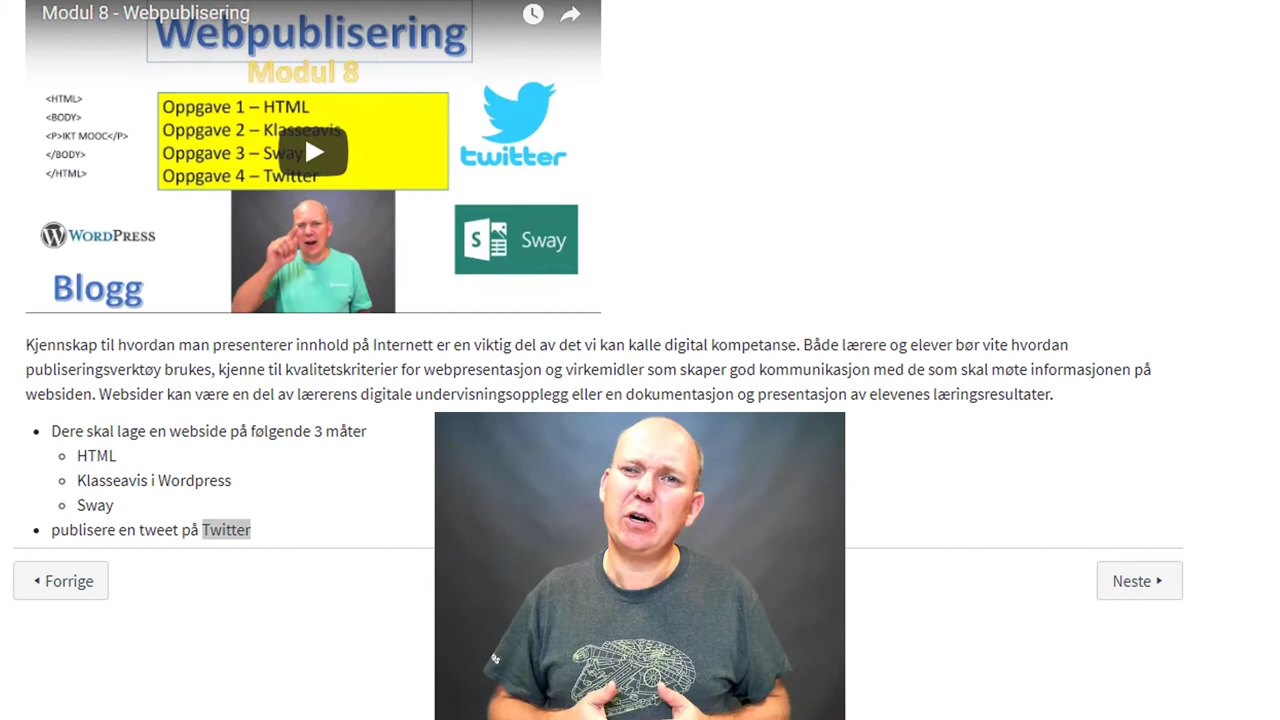 Modul 8 - Webpublisering
Webpublisering
Modul 8
<HTML>
<BODY>
<P>IKT MOOC</P>
</BODY>
</HTML>
Oppgave 1 – HTML
Oppgave 2 – Klasseavis
Oppgave 3 – Sway
Oppgave 4 – Twitter
twitter
WORDPRESS
Blogg
S
Sway
Kjennskap til hvordan man presenterer innhold på Internett er en viktig del av det vi kan kalle digital kompetanse. Både lærere og elever bør vite hvordan
publiseringsverktøy brukes, kjenne til kvalitetskriterier for webpresentasjon og virkemidler som skaper god kommunikasjon med de som skal møte informasjonen på
websiden. Websider kan være en del av lærerens digitale undervisningsopplegg eller en dokumentasjon og presentasjon av elevenes læringsresultater.
Dere skal lage en webside på følgende 3 måter
HTML
Klasseavis i Wordpress
Sway
publisere en tweet på Twitter
Forrige
Neste